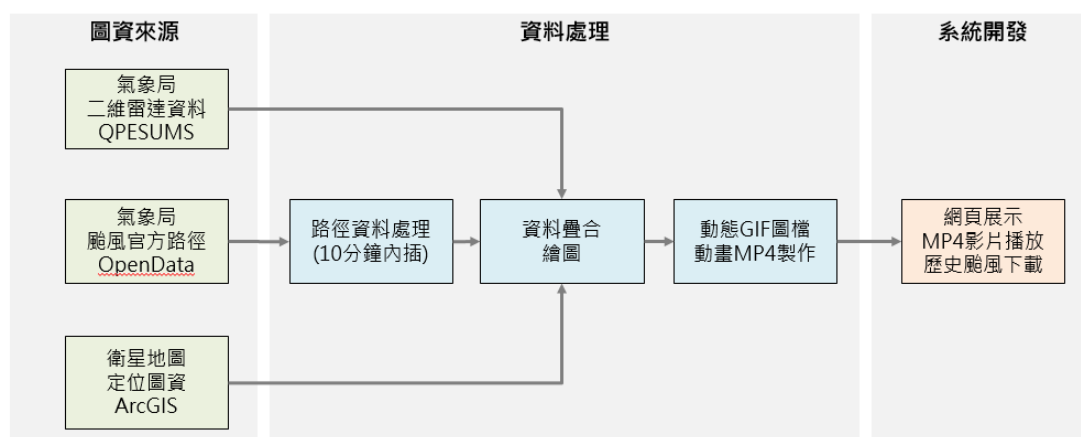 圖資來源
資料處理
系統開發
氣象局
二維雷達資料
QPESUMS
氣象局
颱風官方路徑
OpenData
衛星地圖
定位圖資
ArcGIS
路徑資料處理
(10分鐘內插)
資料疊合
繪圖
動態GIF圖檔
動畫MP4製作
網頁展示
MP4影片播放
歷史颱風下載